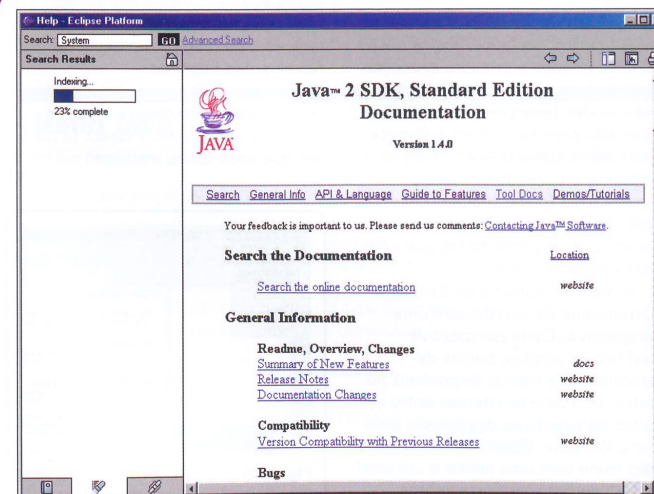 Help - Eclipse Platform
Search: System GO Advanced Search
Search Results
Indexing...
23% complete
JAVA
Java™ 2 SDK, Standard Edition
Documentation
Version 1.4.0
Search General Info API & Language Guide to Features Tool Docs Demos/Tutorials
Your feedback is important to us. Please send us comments: Contacting Java™ Software.
Search the Documentation Location
Search the online documentation website
General Information
Readme, Overview, Changes
Summary of New Features docs
Release Notes website
Documentation Changes website
Compatibility
Version Compatibility with Previous Releases website
Bugs